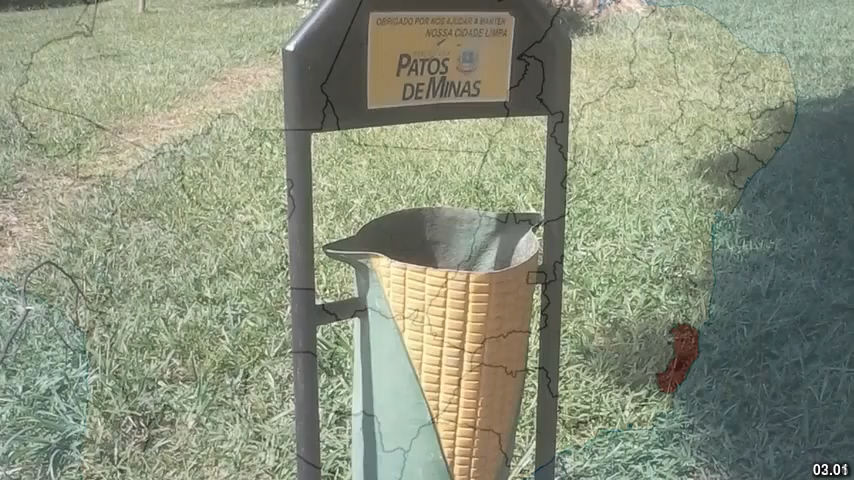 OBRIGADO POR NOS AJUDAR A MANTER
NOSSA CIDADE LIMPA
PATOS
DE MINAS
03.01